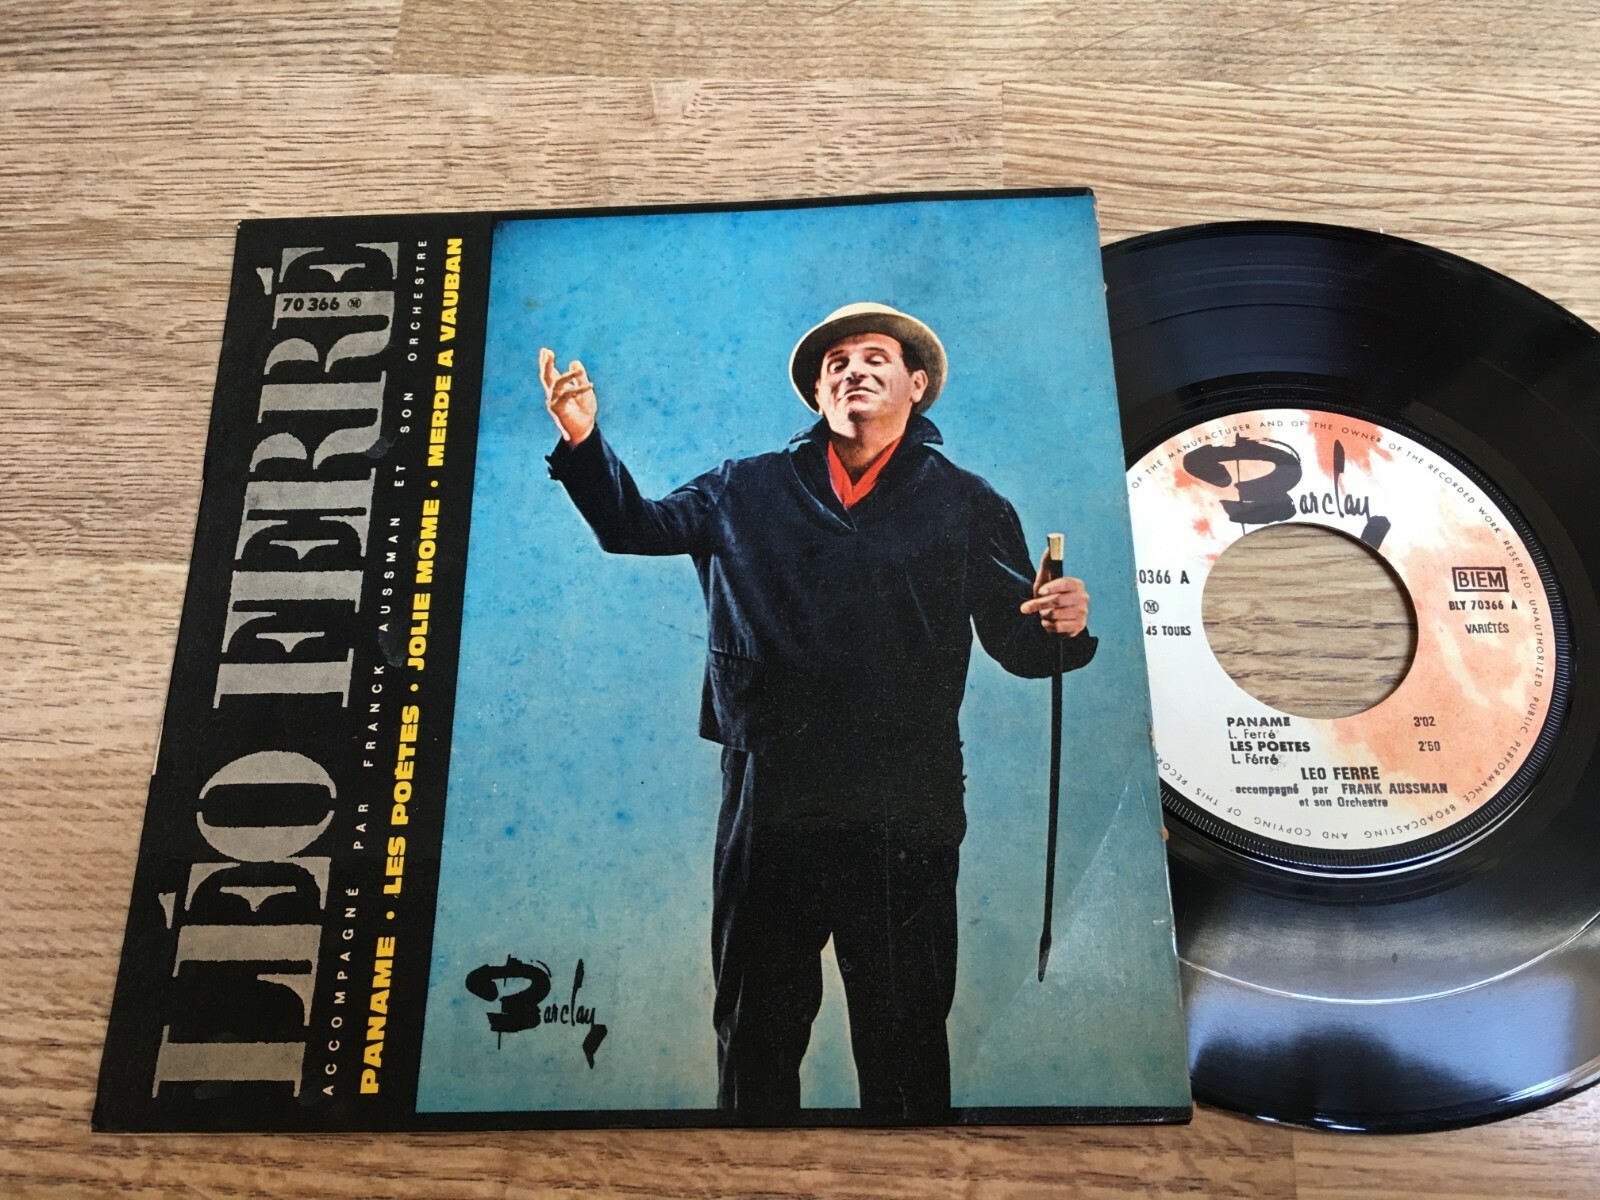 LÉO FERRÉ
70 366 Ⓜ
ACCOMPAGNÉ PAR FRANCK AUSSMAN ET SON ORCHESTRE
PANAME • LES POÈTES • JOLIE MOME • MERDE A VAUBAN
Barclay
OF THE MANUFACTURER AND OF THE OWNER OF THE RECORDED WORK RESERVED. UNAUTHORIZED PUBLIC PERFORMANCE BROADCASTING AND COPYING OF THIS RECORD
Barclay
0366 A
Ⓜ
45 TOURS
BIEM
BLY 70366 A
VARIÉTÉS
PANAME 3'02
L. Ferré
LES POETES 2'50
L. Férré
LEO FERRE
accompagné par FRANK AUSSMAN
et son Orchestre